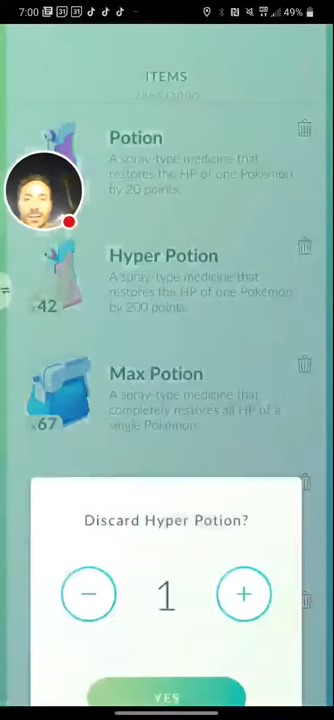 7:00
31
31
49%
ITEMS
Potion
A spray-type medicine that
restores the HP of one Pokémon
by 20 points.
Hyper Potion
A spray-type medicine that
restores the HP of one Pokémon
by 200 points.
x42
Max Potion
A spray-type medicine that
completely restores all HP of a
single Pokémon.
x67
Discard Hyper Potion?
1
YES